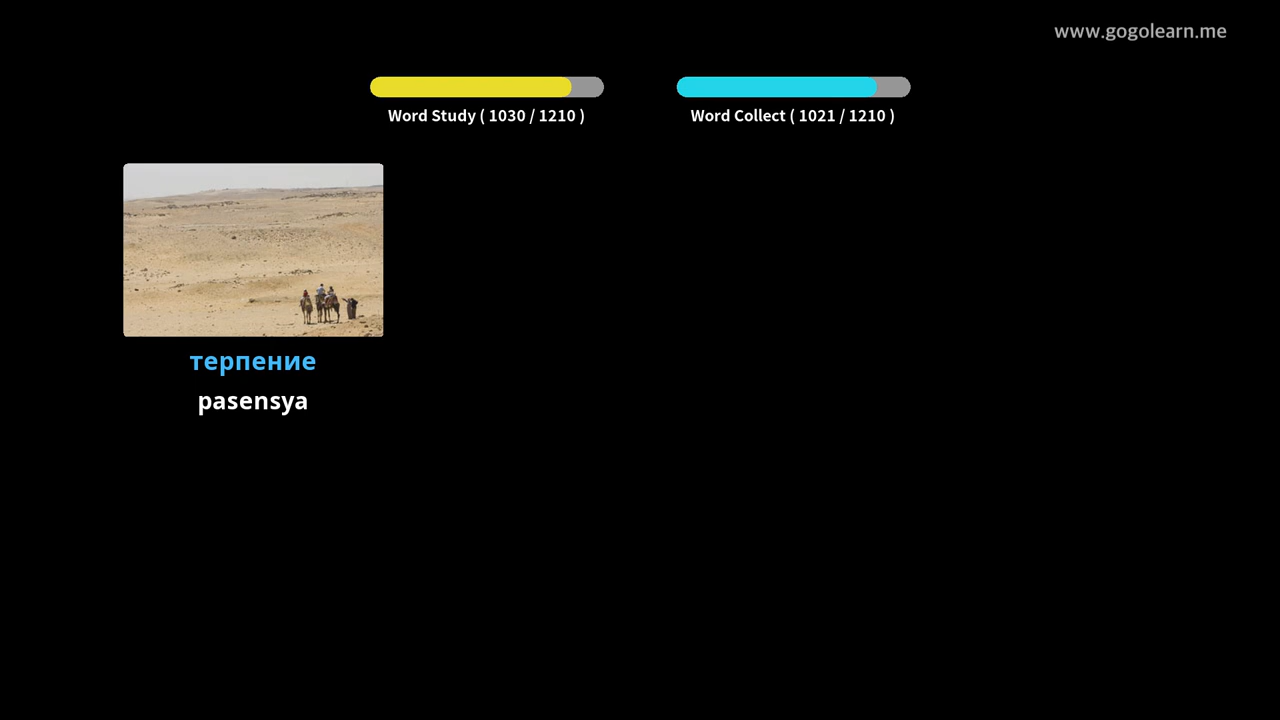 www.gogolearn.me
Word Study ( 1030 / 1210 )
Word Collect ( 1021 / 1210 )
терпение
pasensya